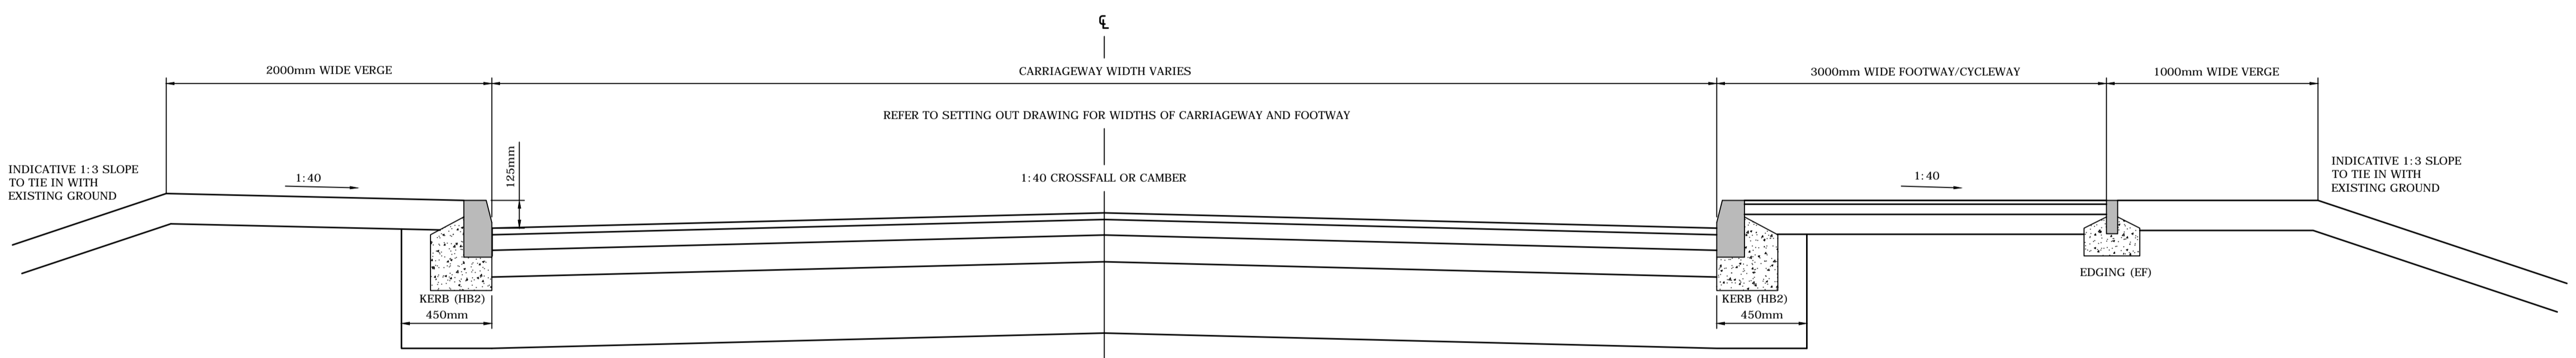 ℄
2000mm WIDE VERGE
CARRIAGEWAY WIDTH VARIES
3000mm WIDE FOOTWAY/CYCLEWAY
1000mm WIDE VERGE
REFER TO SETTING OUT DRAWING FOR WIDTHS OF CARRIAGEWAY AND FOOTWAY
INDICATIVE 1:3 SLOPE
TO TIE IN WITH
EXISTING GROUND
1:40
125mm
1:40 CROSSFALL OR CAMBER
1:40
INDICATIVE 1:3 SLOPE
TO TIE IN WITH
EXISTING GROUND
KERB (HB2)
450mm
KERB (HB2)
450mm
EDGING (EF)